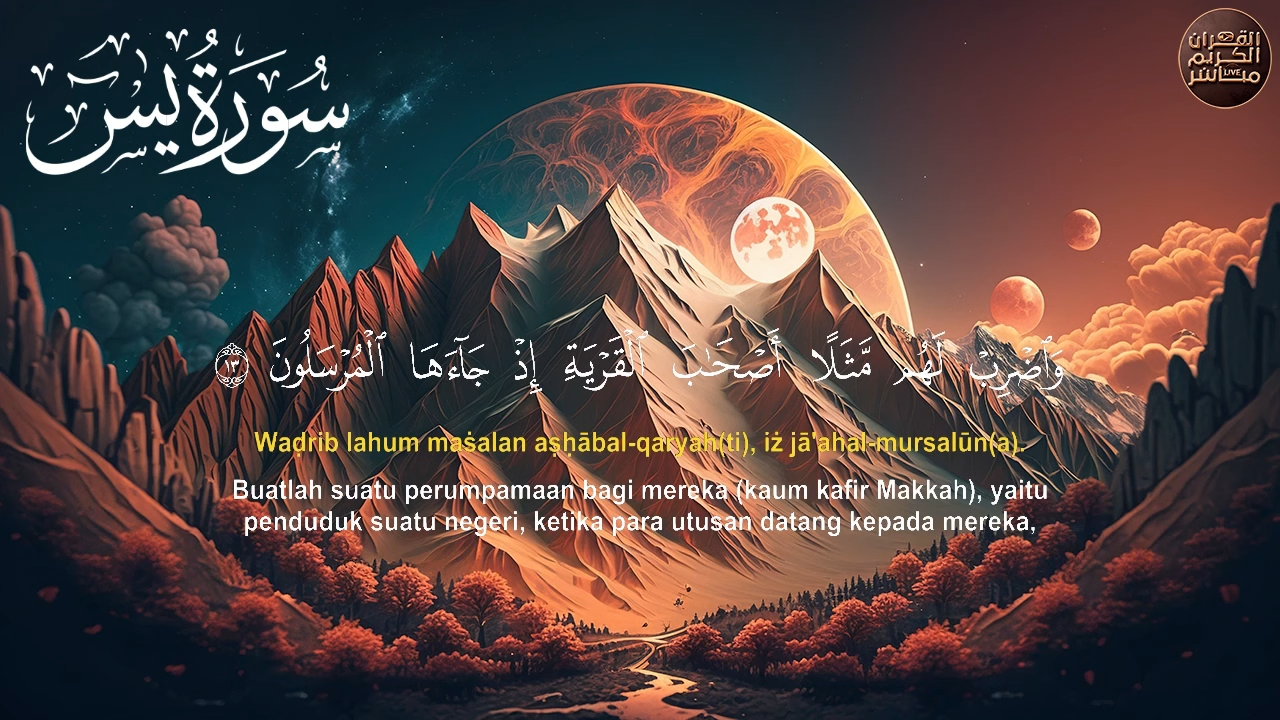 سُورَةُ يسٓ
القرآن
الكريم
مباشر
LIVE
وَٱضْرِبْ لَهُم مَّثَلًا أَصْحَٰبَ ٱلْقَرْيَةِ إِذْ جَآءَهَا ٱلْمُرْسَلُونَ ١٣
Waḍrib lahum maṡalan aṣḥābal-qaryah(ti), iż jā'ahal-mursalūn(a).
Buatlah suatu perumpamaan bagi mereka (kaum kafir Makkah), yaitu
penduduk suatu negeri, ketika para utusan datang kepada mereka,